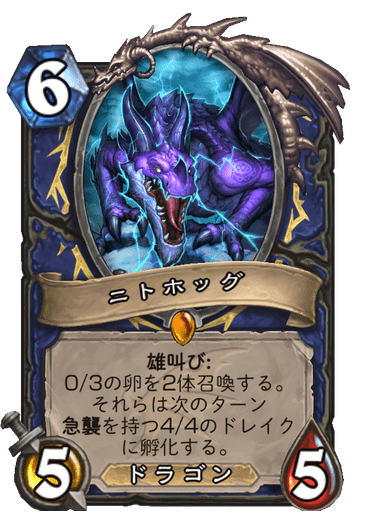 6
ニトホッグ
雄叫び:
0/3の卵を2体召喚する。
それらは次のターン
急襲を持つ4/4のドレイク
に孵化する。
5
ドラゴン
5